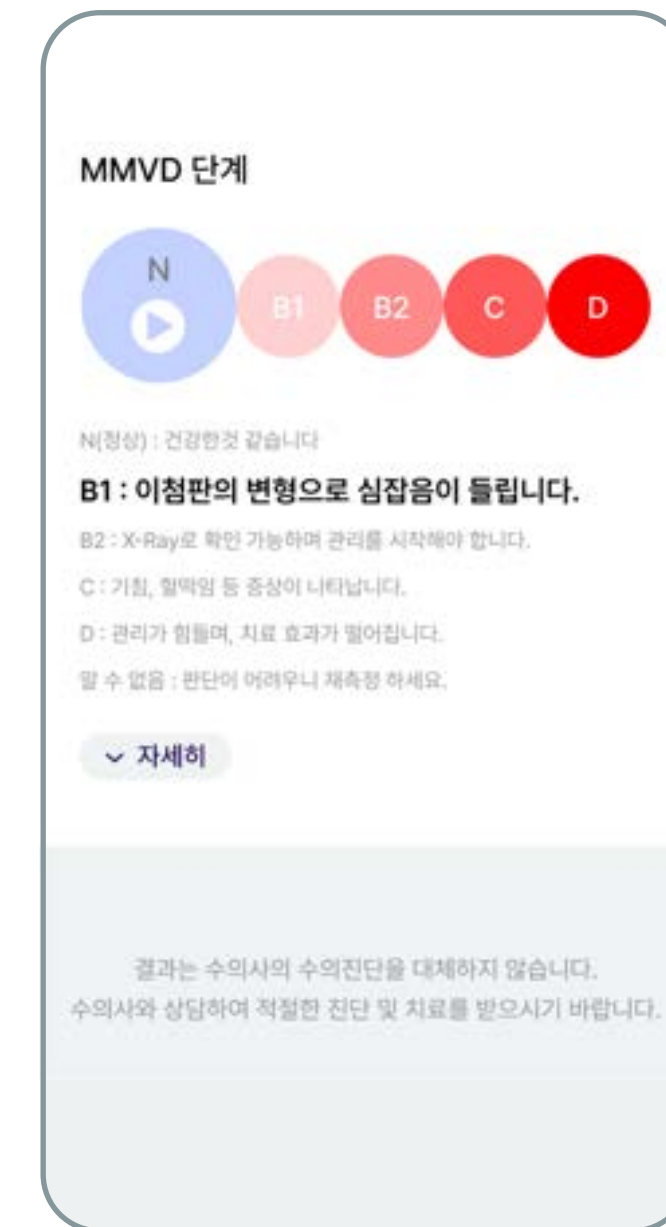 MMVD 단계
N
B1 B2 C D
N(정상) : 건강한것 같습니다
B1 : 이첨판의 변형으로 심잡음이 들립니다.
B2 : X-Ray로 확인 가능하며 관리를 시작해야 합니다.
C : 기침, 헐떡임 등 증상이 나타납니다.
D : 관리가 힘들며, 치료 효과가 떨어집니다.
알 수 없음 : 판단이 어려우니 재측정 하세요.
자세히
결과는 수의사의 수의진단을 대체하지 않습니다.
수의사와 상담하여 적절한 진단 및 치료를 받으시기 바랍니다.